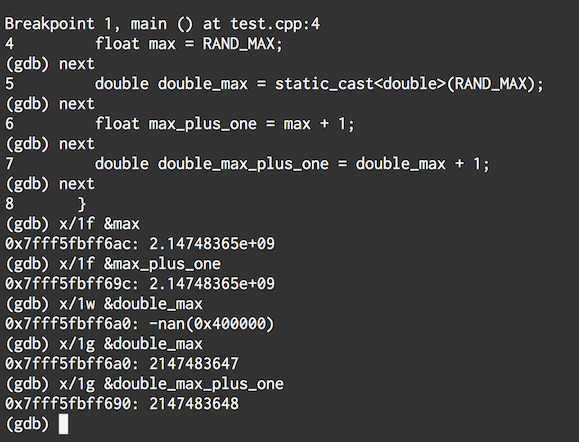 Breakpoint 1, main () at test.cpp:4
4         float max = RAND_MAX;
(gdb) next
5         double double_max = static_cast<double>(RAND_MAX);
(gdb) next
6         float max_plus_one = max + 1;
(gdb) next
7         double double_max_plus_one = double_max + 1;
(gdb) next
8       }
(gdb) x/1f &max
0x7fff5fbff6ac: 2.14748365e+09
(gdb) x/1f &max_plus_one
0x7fff5fbff69c: 2.14748365e+09
(gdb) x/1w &double_max
0x7fff5fbff6a0: -nan(0x400000)
(gdb) x/1g &double_max
0x7fff5fbff6a0: 2147483647
(gdb) x/1g &double_max_plus_one
0x7fff5fbff690: 2147483648
(gdb)